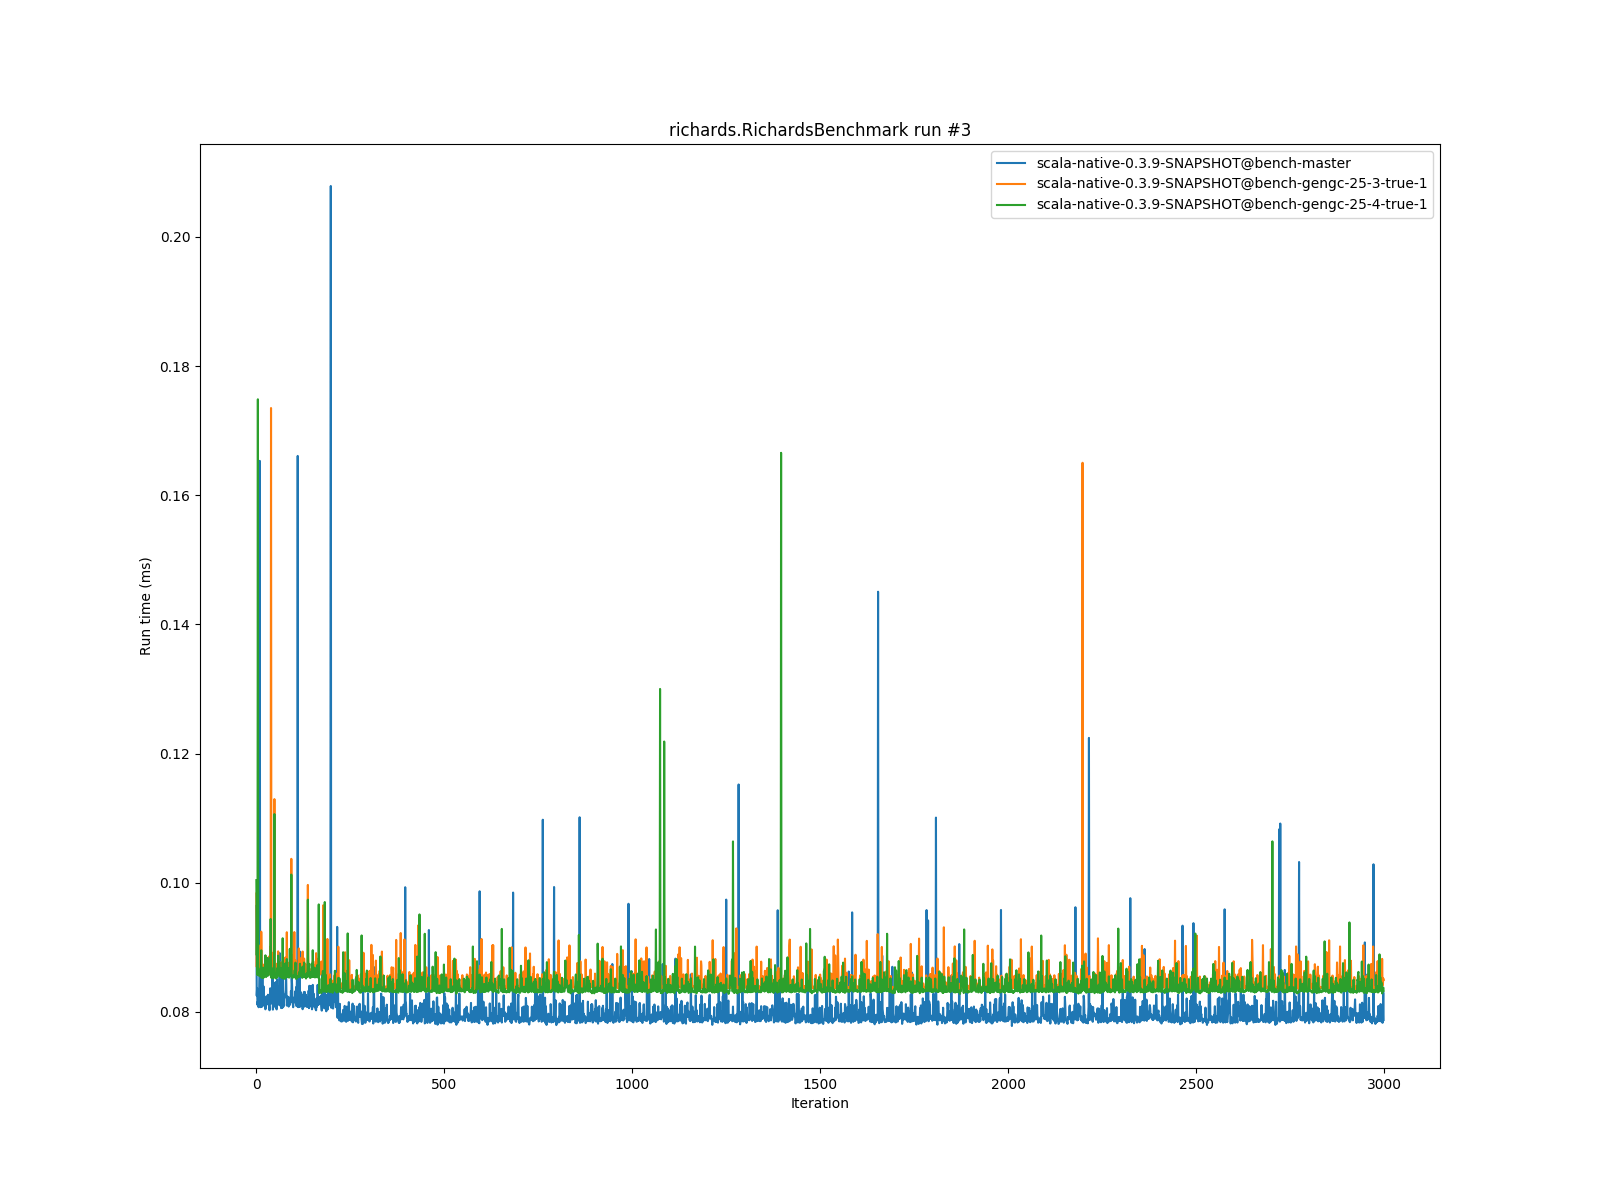 richards.RichardsBenchmark run #3
scala-native-0.3.9-SNAPSHOT@bench-master
scala-native-0.3.9-SNAPSHOT@bench-gengc-25-3-true-1
scala-native-0.3.9-SNAPSHOT@bench-gengc-25-4-true-1
Run time (ms)
0.20
0.18
0.16
0.14
0.12
0.10
0.08
0 500 1000 1500 2000 2500 3000
Iteration